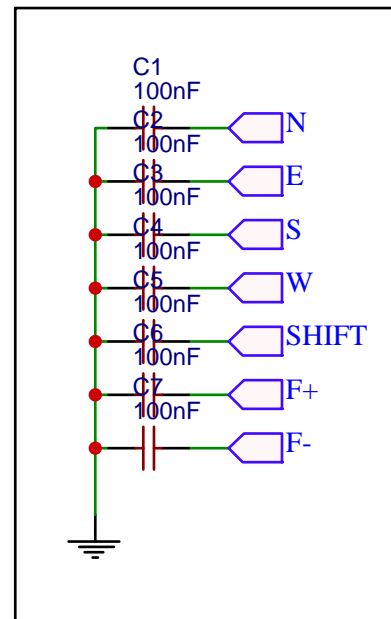 C1
100nF
C2 N
100nF
C3 E
100nF
C4 S
100nF
C5 W
100nF
C6 SHIFT
100nF
C7 F+
100nF
F-